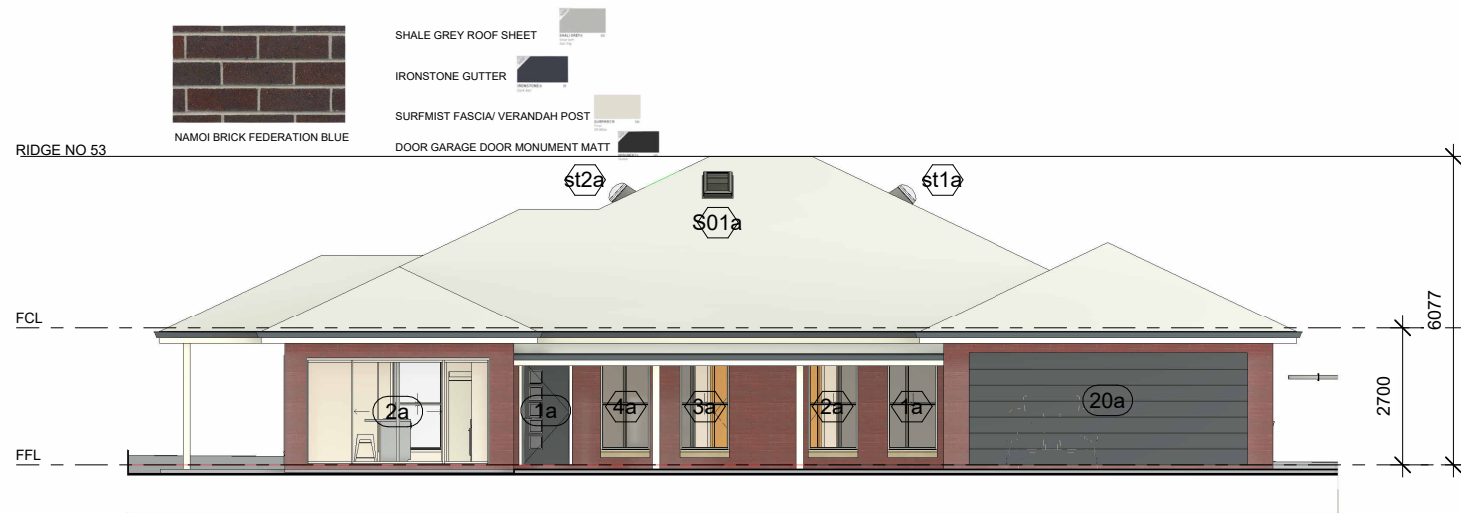 SHALE GREY ROOF SHEET
IRONSTONE GUTTER
SURFMIST FASCIA/ VERANDAH POST
NAMOI BRICK FEDERATION BLUE
DOOR GARAGE DOOR MONUMENT MATT
RIDGE NO 53
st2a
st1a
S01a
FCL
6077
2700
2a
1a
4a
3a
2a
1a
20a
FFL